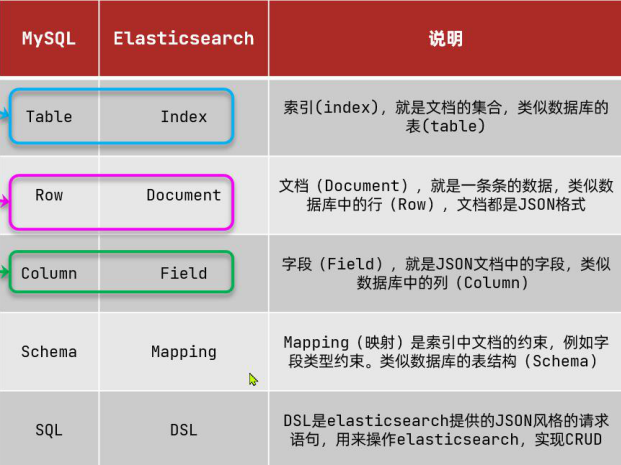 MySQL Elasticsearch 说明
Table Index 索引(index)，就是文档的集合，类似数据库的
表(table)
Row Document 文档（Document），就是一条条的数据，类似数
据库中的行（Row），文档都是JSON格式
Column Field 字段（Field），就是JSON文档中的字段，类似
数据库中的列（Column）
Schema Mapping Mapping（映射）是索引中文档的约束，例如字
段类型约束。类似数据库的表结构（Schema）
SQL DSL DSL是elasticsearch提供的JSON风格的请求
语句，用来操作elasticsearch，实现CRUD